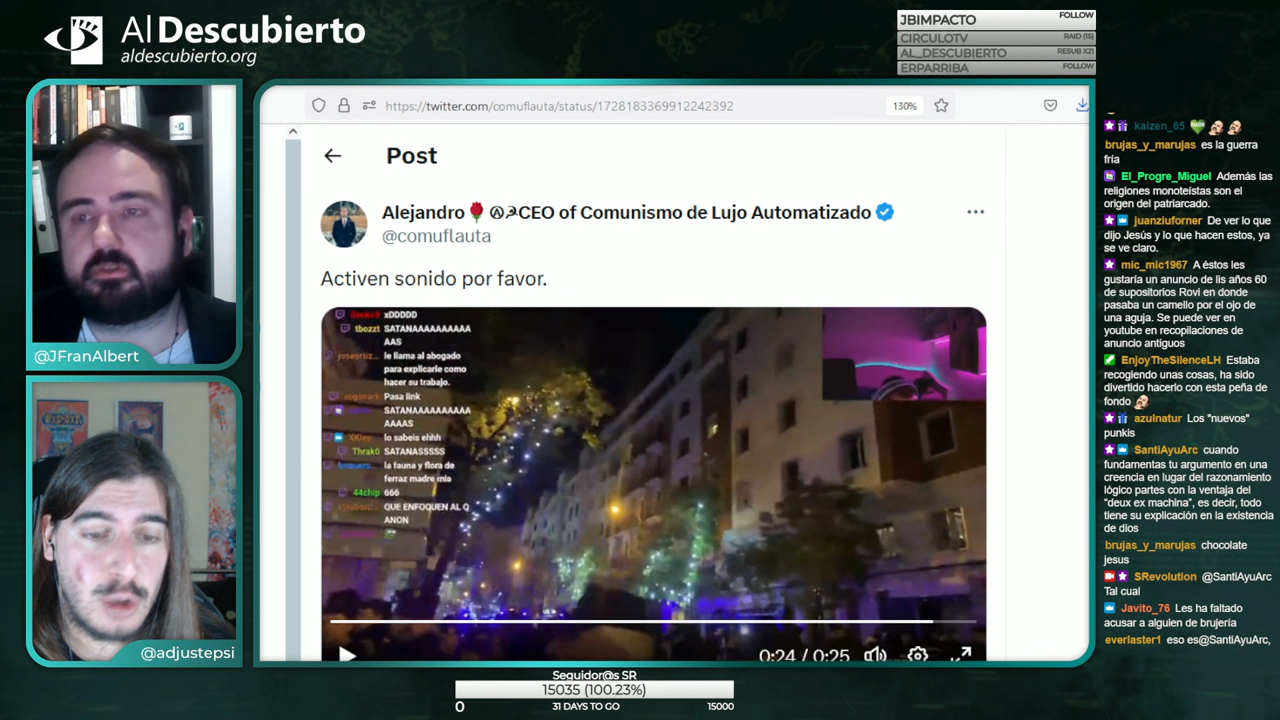 Al Descubierto
aldescubierto.org
JBIMPACTO FOLLOW
CIRCULOTV RAID (15)
AL_DESCUBIERTO RESUB X21
ERPARRIBA FOLLOW
@JFranAlbert
@adjustepsi
https://twitter.com/comuflauta/status/1728183369912242392
130%
Post
Alejandro🌹Ⓐ☭CEO of Comunismo de Lujo Automatizado
@comuflauta
Activen sonido por favor.
xDDDDD
tbozzt SATANAAAAAAAAAA
AAS
le llama al abogado
para explicarle como
hacer su trabajo.
Pasa link
SATANAAAAAAAAAA
AAAAS
lo sabeis ehhh
Thrak0 SATANASSSSS
la fauna y flora de
ferraz madre mia
44chip 666
QUE ENFOQUEN AL Q
ANON
0:24 / 0:25
kaizen_65
brujas_y_marujas es la guerra
fría
El_Progre_Miguel Además las
religiones monoteístas son el
origen del patriarcado.
juanziuforner De ver lo que
dijo Jesús y lo que hacen estos, ya
se ve claro.
mic_mic1967 A éstos les
gustaría un anuncio de lis años 60
de supositorios Rovi en donde
pasaba un camello por el ojo de
una aguja. Se puede ver en
youtube en recopilaciones de
anuncio antiguos
EnjoyTheSilenceLH Estaba
recogiendo unas cosas, ha sido
divertido hacerlo con esta peña de
fondo
azulnatur Los "nuevos"
punkis
SantiAyuArc cuando
fundamentas tu argumento en una
creencia en lugar del razonamiento
lógico partes con la ventaja del
"deux ex machina", es decir, todo
tiene su explicación en la existencia
de dios
brujas_y_marujas chocolate
jesus
SRevolution @SantiAyuArc
Tal cual
Javito_76 Les ha faltado
acusar a alguien de brujería
everlaster1 eso es@SantiAyuArc,
Seguidor@s SR
15035 (100.23%)
0 31 DAYS TO GO 15000